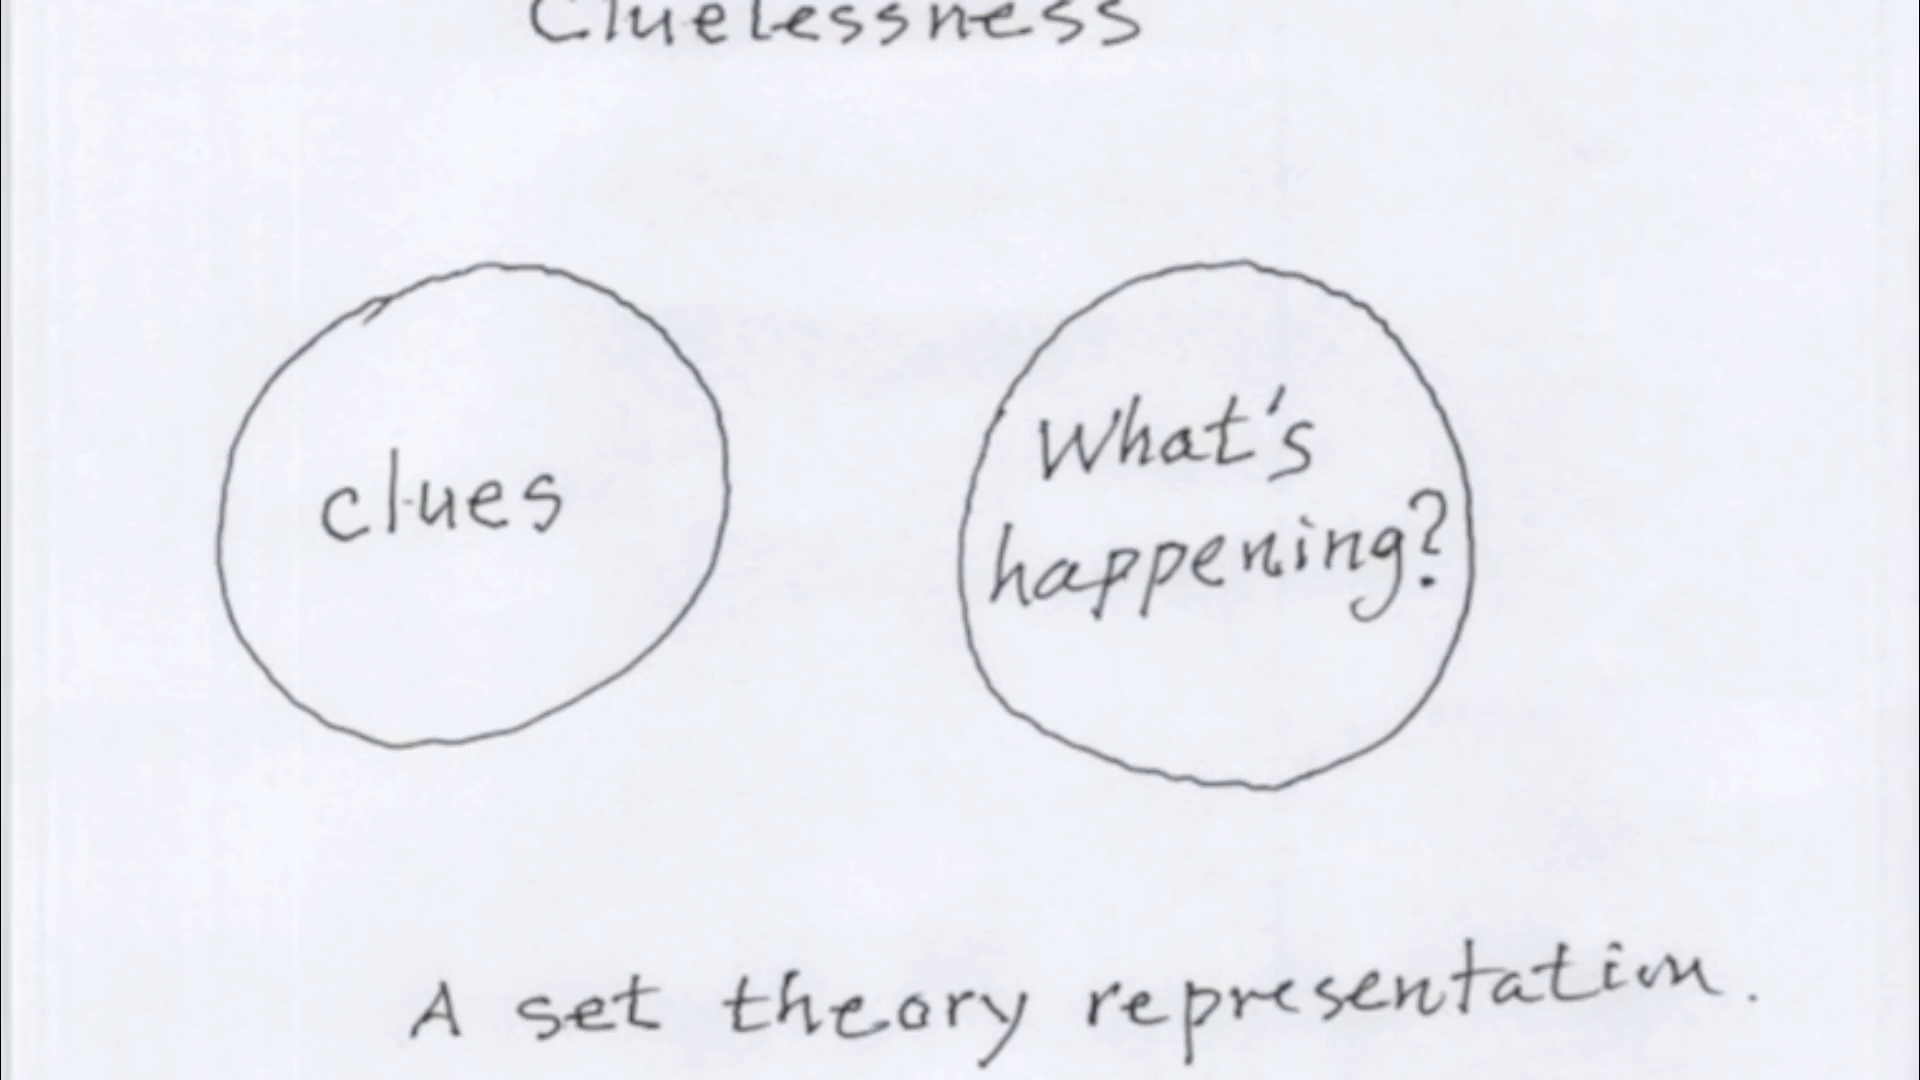 Cluelessness
clues
What's
happening?
A set theory representation.